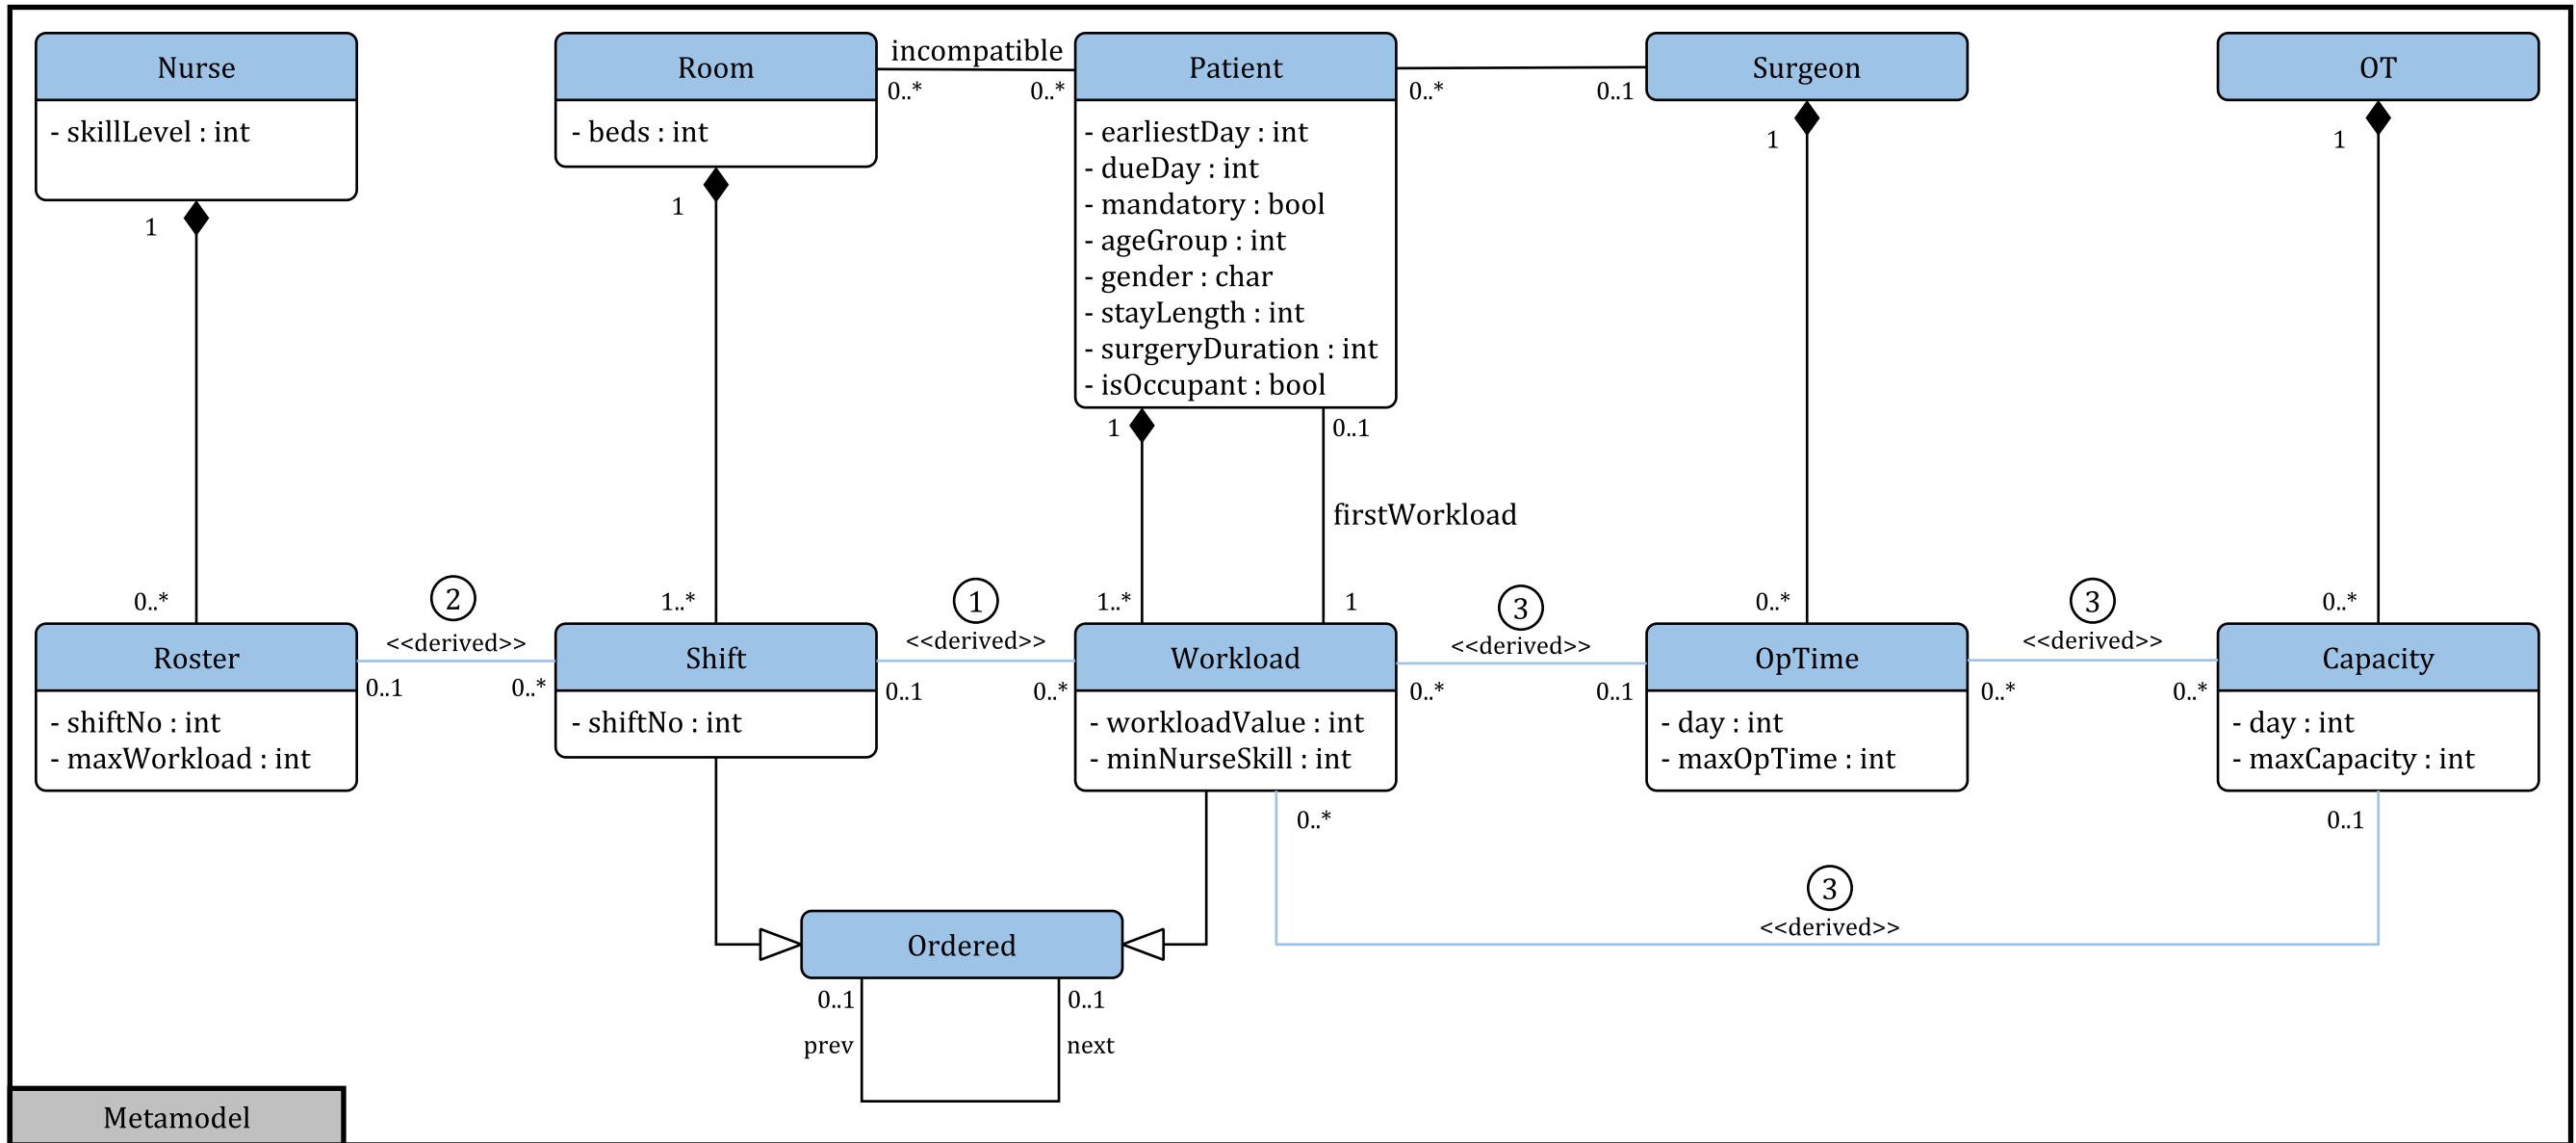 Nurse
- skillLevel : int
1
0..*
Room
- beds : int
1
1..*
incompatible
0..*
0..*
Patient
- earliestDay : int
- dueDay : int
- mandatory : bool
- ageGroup : int
- gender : char
- stayLength : int
- surgeryDuration : int
- isOccupant : bool
0..*
0..1
Surgeon
1
0..*
OT
1
0..*
1
1..*
0..1
firstWorkload
1
Roster
- shiftNo : int
- maxWorkload : int
2
<<derived>>
0..1
0..*
Shift
- shiftNo : int
1
<<derived>>
0..1
0..*
Workload
- workloadValue : int
- minNurseSkill : int
3
<<derived>>
0..*
0..1
OpTime
- day : int
- maxOpTime : int
3
<<derived>>
0..*
0..*
Capacity
- day : int
- maxCapacity : int
0..*
0..1
3
<<derived>>
Ordered
0..1
0..1
prev
next
Metamodel